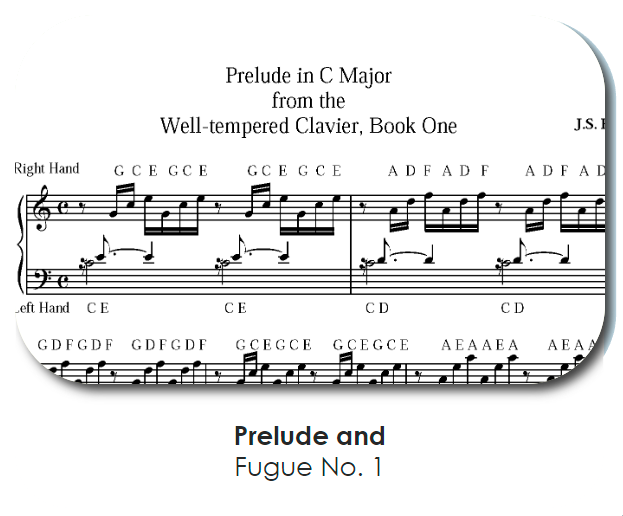 Prelude in C Major
from the
Well-tempered Clavier, Book One
J.S.
Right Hand G C E G C E G C E G C E A D F A D F A D F A D
Left Hand C E C E C D C D
G D F G D F G D F G D F G C E G C E G C E G C E A E A A E A A E A E
Prelude and
Fugue No. 1